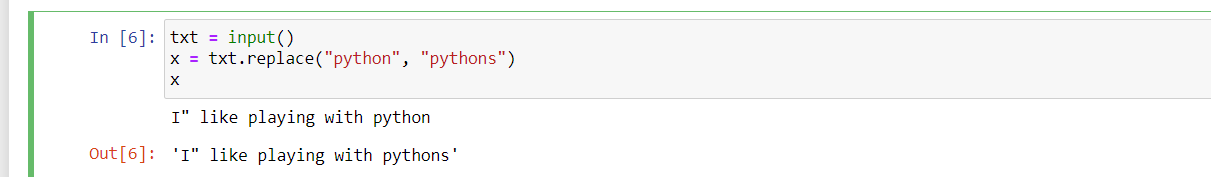 In [6]: txt = input()
x = txt.replace("python", "pythons")
x
I" like playing with python
Out[6]: 'I" like playing with pythons'